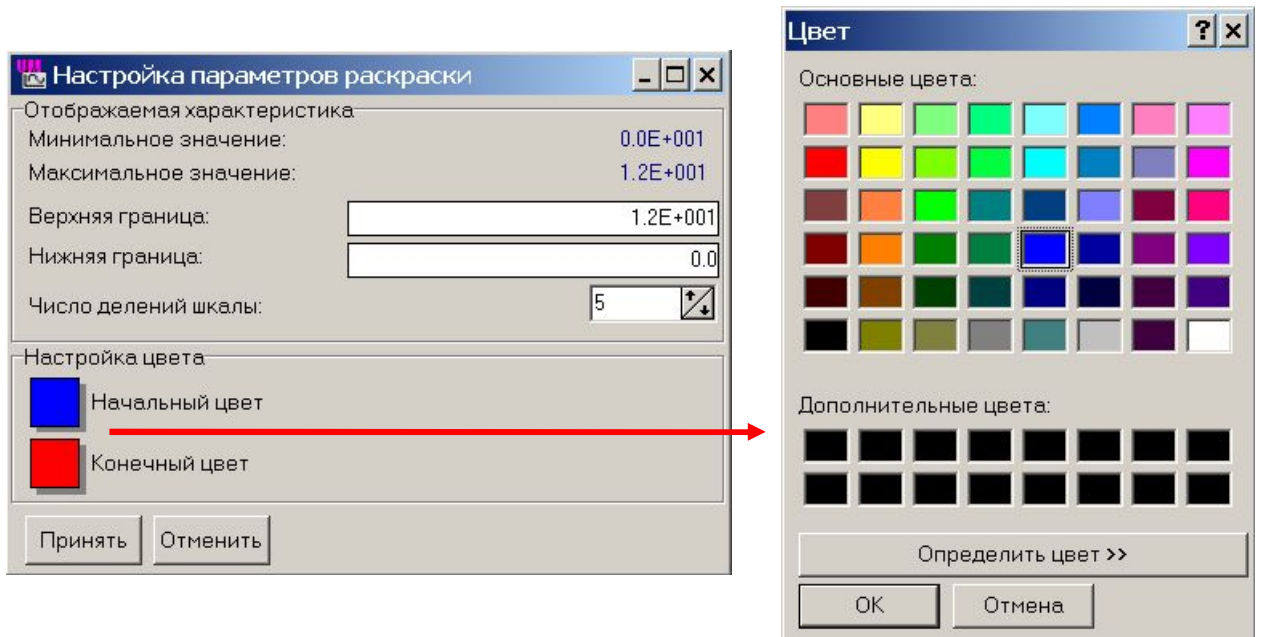 Настройка параметров раскраски
Отображаемая характеристика
Минимальное значение: 0.0E+001
Максимальное значение: 1.2E+001
Верхняя граница: 1.2E+001
Нижняя граница: 0.0
Число делений шкалы: 5
Настройка цвета
Начальный цвет
Конечный цвет
Принять Отменить
Цвет
Основные цвета:
Дополнительные цвета:
Определить цвет >>
OK Отмена